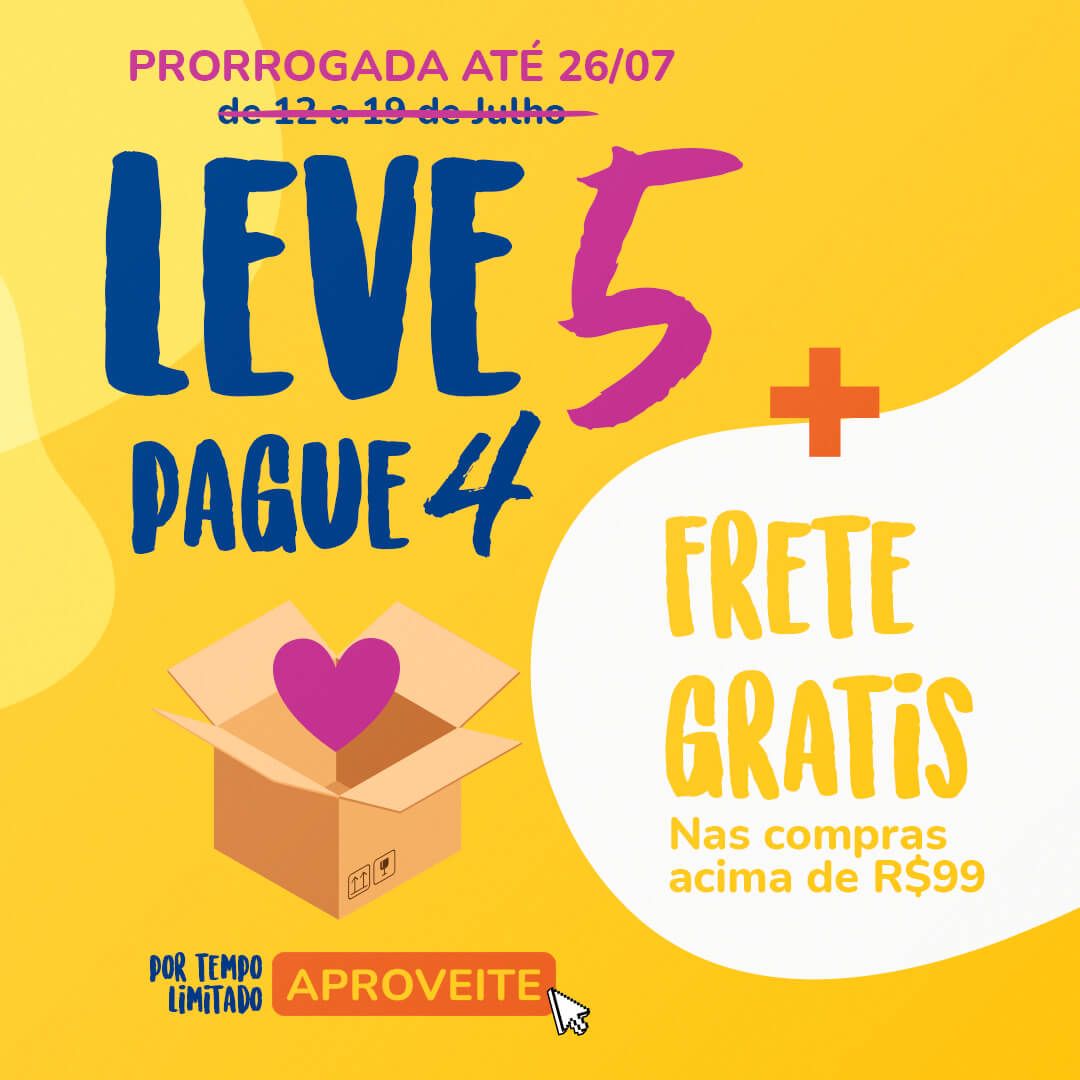 PRORROGADA ATÉ 26/07
de 12 a 19 de Julho
LEVE 5
PAGUE 4
+
FRETE
GRATIS
Nas compras
acima de R$99
POR TEMPO
LIMITADO
APROVEITE